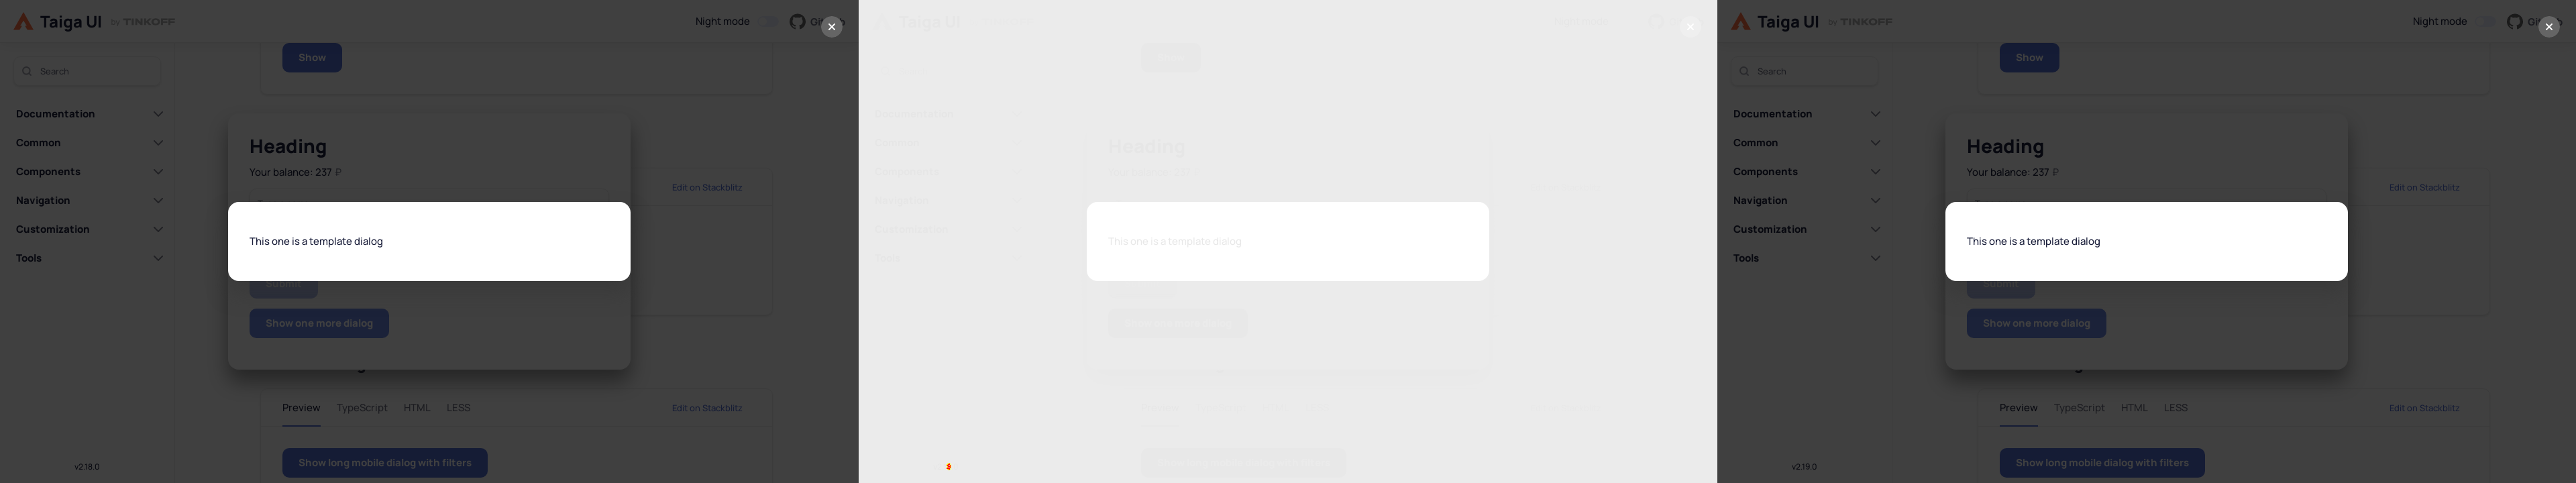 Taiga UI by TINKOFF
Night mode
Show
Search
Documentation
Common
Components
Navigation
Customization
Tools
Heading
Your balance: 237 ₽
Edit on Stackblitz
This one is a template dialog
Submit
Show one more dialog
Preview TypeScript HTML LESS
Edit on Stackblitz
Show long mobile dialog with filters
v2.18.0
Taiga UI
Heading
This one is a template dialog
Taiga UI by TINKOFF
Night mode
Show
Search
Documentation
Common
Components
Navigation
Customization
Tools
Heading
Your balance: 237 ₽
Edit on Stackblitz
This one is a template dialog
Submit
Show one more dialog
Preview TypeScript HTML LESS
Edit on Stackblitz
Show long mobile dialog with filters
v2.19.0